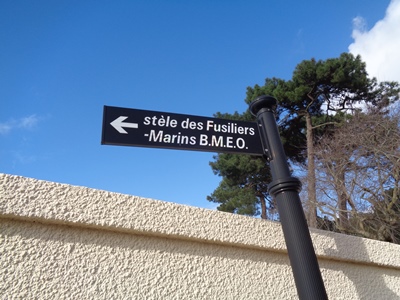 stèle des Fusiliers
-Marins B.M.E.O.